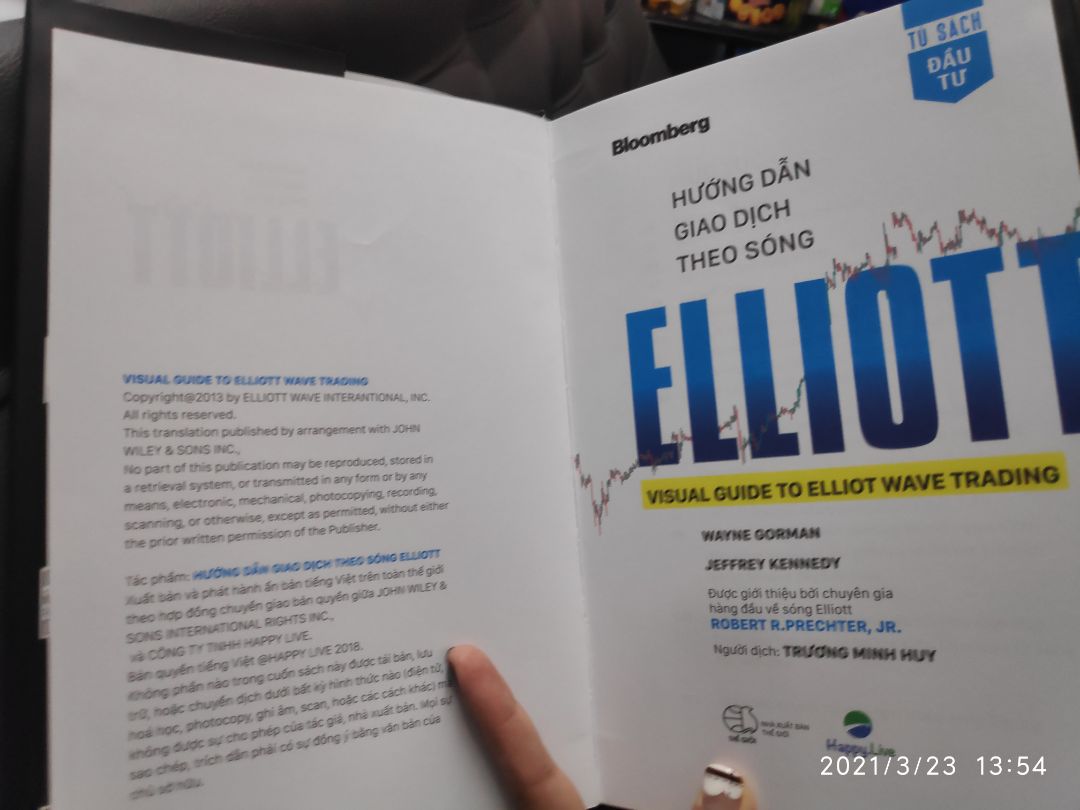 VISUAL GUIDE TO ELLIOTT WAVE TRADING
Copyright@2013 by ELLIOTT WAVE INTERANTIONAL, INC.
All rights reserved.
This translation published by arrangement with JOHN
WILEY & SONS INC.,
No part of this publication may be reproduced, stored in
a retrieval system, or transmitted in any form or by any
means, electronic, mechanical, photocopying, recording,
scanning, or otherwise, except as permitted, without either
the prior written permission of the Publisher.
Tác phẩm: HƯỚNG DẪN GIAO DỊCH THEO SÓNG ELLIOTT
Xuất bản và phát hành ấn bản tiếng Việt trên toàn thế giới
theo hợp đồng chuyển giao bản quyền giữa JOHN WILEY &
SONS INTERNATIONAL RIGHTS INC.,
và CÔNG TY TNHH HAPPY LIVE.
Bản quyền tiếng Việt @HAPPY LIVE 2018.
Không phần nào trong cuốn sách này được tái bản, lưu
trữ, hoặc chuyển dịch dưới bất kỳ hình thức nào (điện tử,
hoá học, photocopy, ghi âm, scan, hoặc các cách khác) mà
không được sự cho phép của tác giả, nhà xuất bản. Mọi sự
sao chép, trích dẫn phải có sự đồng ý bằng văn bản của
chủ sở hữu.
TỦ SÁCH
ĐẦU
TƯ
Bloomberg
HƯỚNG DẪN
GIAO DỊCH
THEO SÓNG
ELLIOTT
VISUAL GUIDE TO ELLIOT WAVE TRADING
WAYNE GORMAN
JEFFREY KENNEDY
Được giới thiệu bởi chuyên gia
hàng đầu về sóng Elliott
ROBERT R.PRECHTER, JR.
Người dịch: TRƯƠNG MINH HUY
THẾ GIỚI
NHÀ XUẤT BẢN
THẾ GIỚI
Happy.Live
2021/3/23 13:54